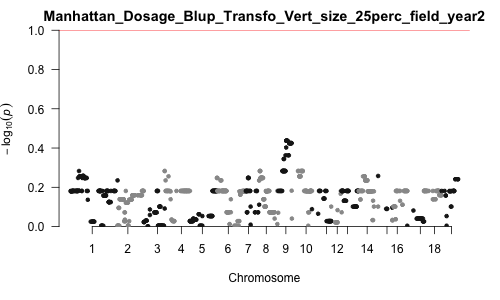 Manhattan_Dosage_Blup_Transfo_Vert_size_25perc_field_year2
1.0
0.8
0.6
0.4
0.2
0.0
− log10(p)
1 2 3 4 5 6 7 8 9 10 12 14 16 18
Chromosome